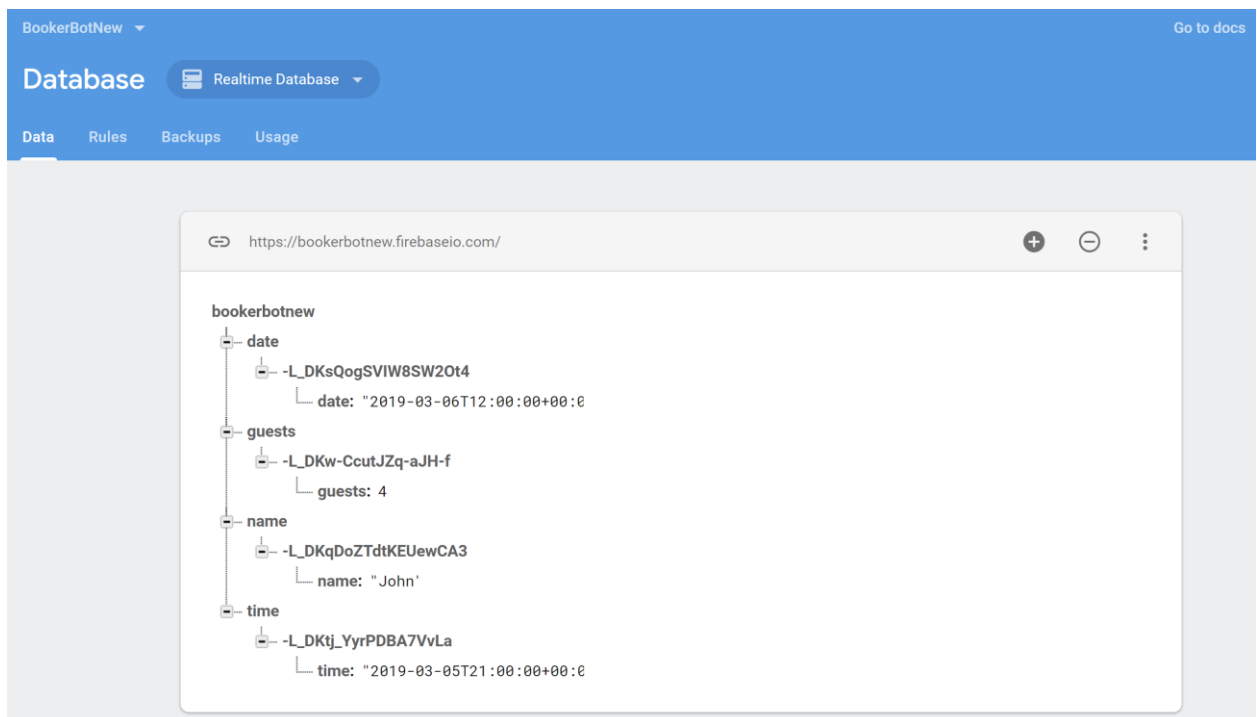 BookerBotNew Go to docs
Database Realtime Database
Data Rules Backups Usage
https://bookerbotnew.firebaseio.com/
bookerbotnew
date
-L_DKsQogSVIW8SW2Ot4
date: "2019-03-06T12:00:00+00:0
guests
-L_DKw-CcutJZq-aJH-f
guests: 4
name
-L_DKqDoZTdtKEUewCA3
name: "John'
time
-L_DKtj_YyrPDBA7VvLa
time: "2019-03-05T21:00:00+00:0